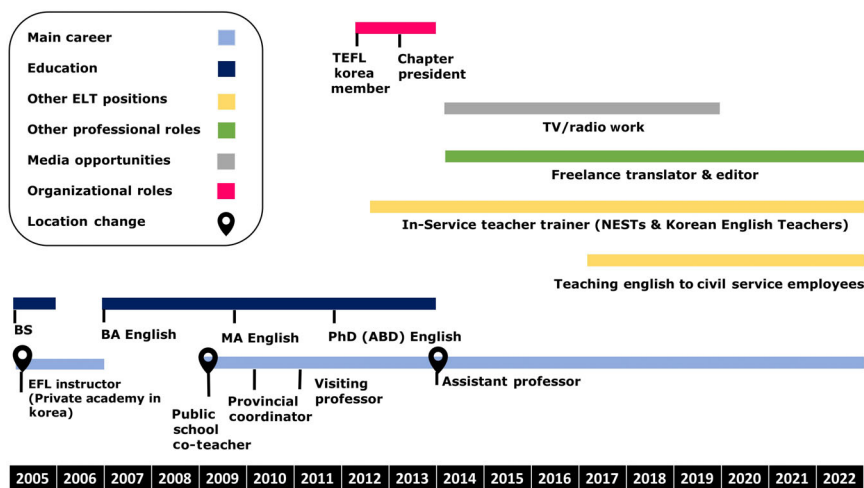 Main career
Education
Other ELT positions
Other professional roles
Media opportunities
Organizational roles
Location change
TEFL
korea
member
Chapter
president
TV/radio work
Freelance translator & editor
In-Service teacher trainer (NESTs & Korean English Teachers)
Teaching english to civil service employees
BS
BA English
MA English
PhD (ABD) English
EFL instructor
(Private academy in
korea)
Public
school
co-teacher
Provincial
coordinator
Visiting
professor
Assistant professor
2005 2006 2007 2008 2009 2010 2011 2012 2013 2014 2015 2016 2017 2018 2019 2020 2021 2022